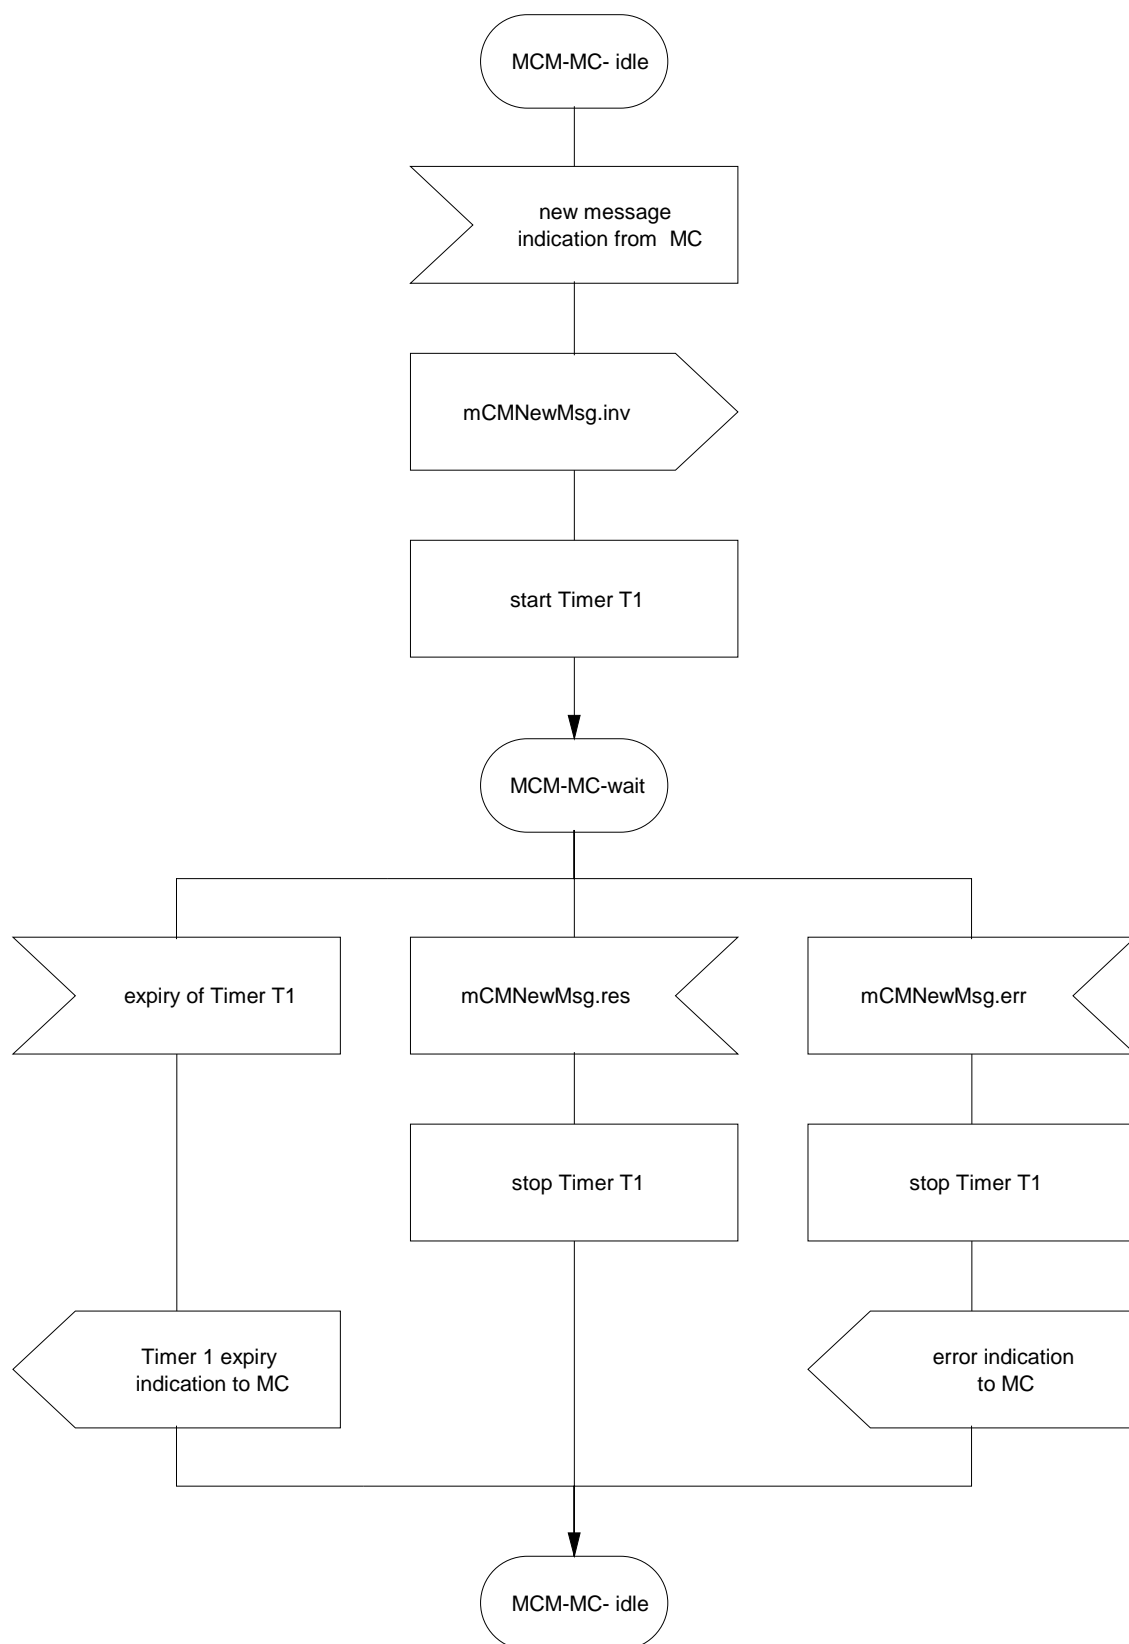 MCM-MC- idle
new message
indication from  MC
mCMNewMsg.inv
start Timer T1
MCM-MC-wait
expiry of Timer T1
mCMNewMsg.res
mCMNewMsg.err
stop Timer T1
stop Timer T1
Timer 1 expiry
indication to MC
error indication
to MC
MCM-MC- idle